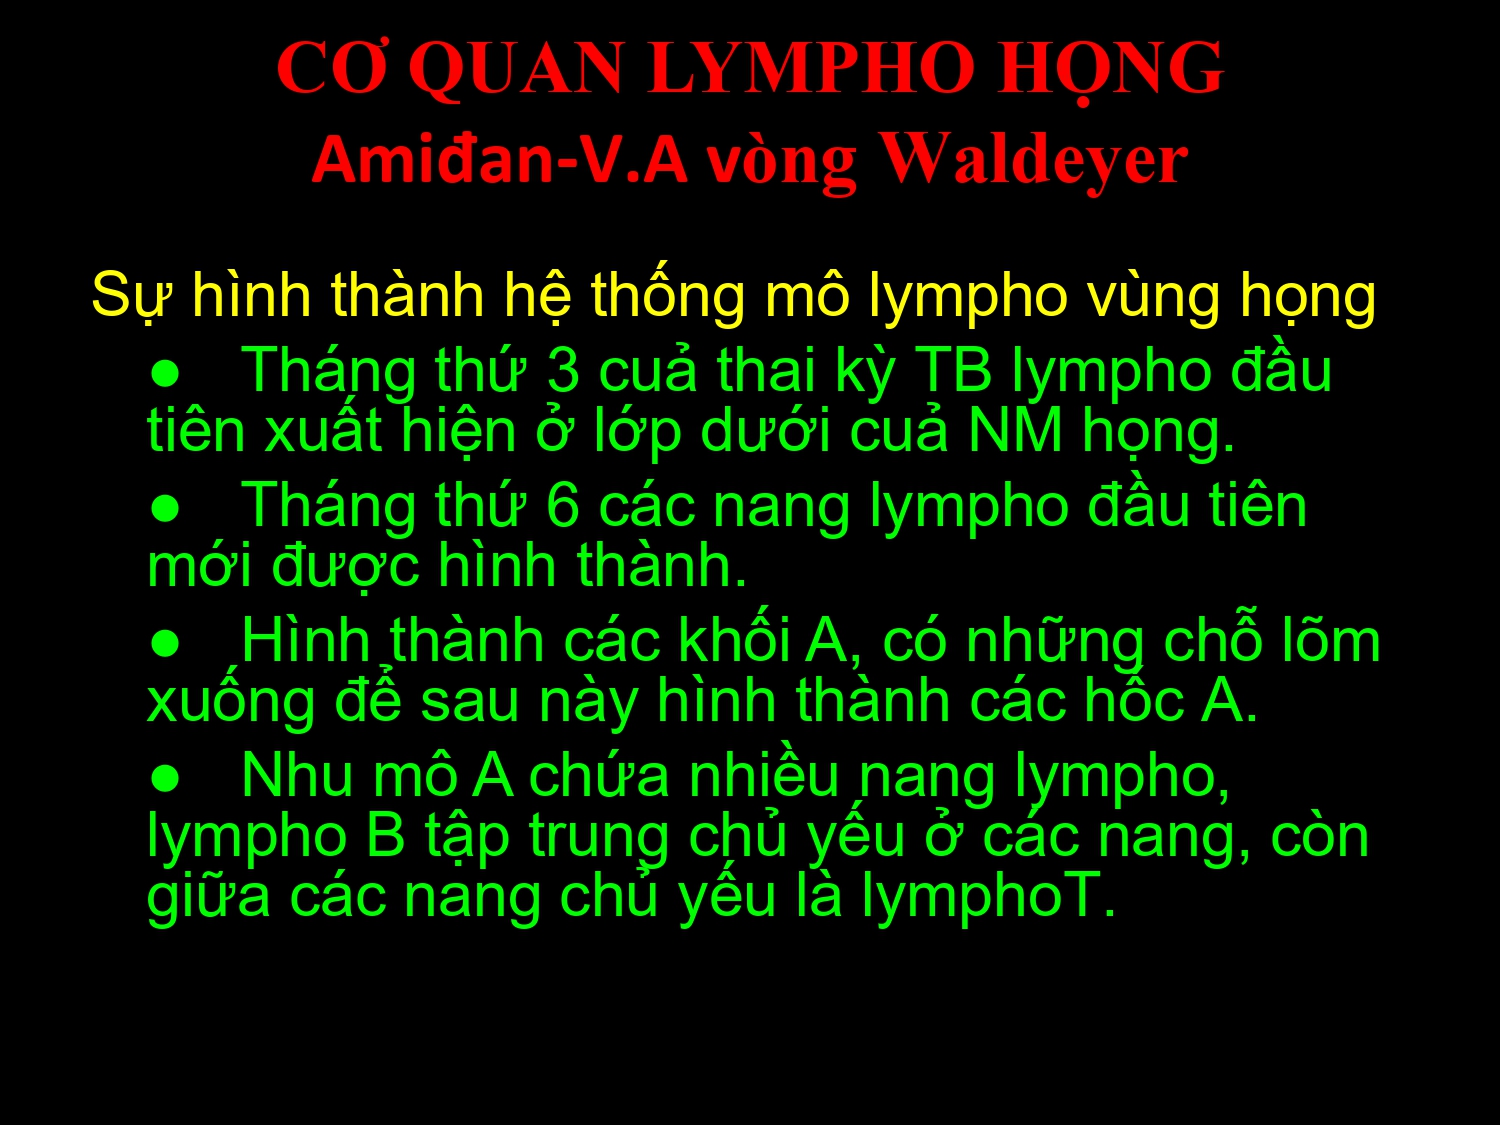 CƠ QUAN LYMPHO HỌNG
Amiđan-V.A vòng Waldeyer
Sự hình thành hệ thống mô lympho vùng họng
● Tháng thứ 3 cuả thai kỳ TB lympho đầu
tiên xuất hiện ở lớp dưới cuả NM họng.
● Tháng thứ 6 các nang lympho đầu tiên
mới được hình thành.
● Hình thành các khối A, có những chỗ lõm
xuống để sau này hình thành các hốc A.
● Nhu mô A chứa nhiều nang lympho,
lympho B tập trung chủ yếu ở các nang, còn
giữa các nang chủ yếu là lymphoT.